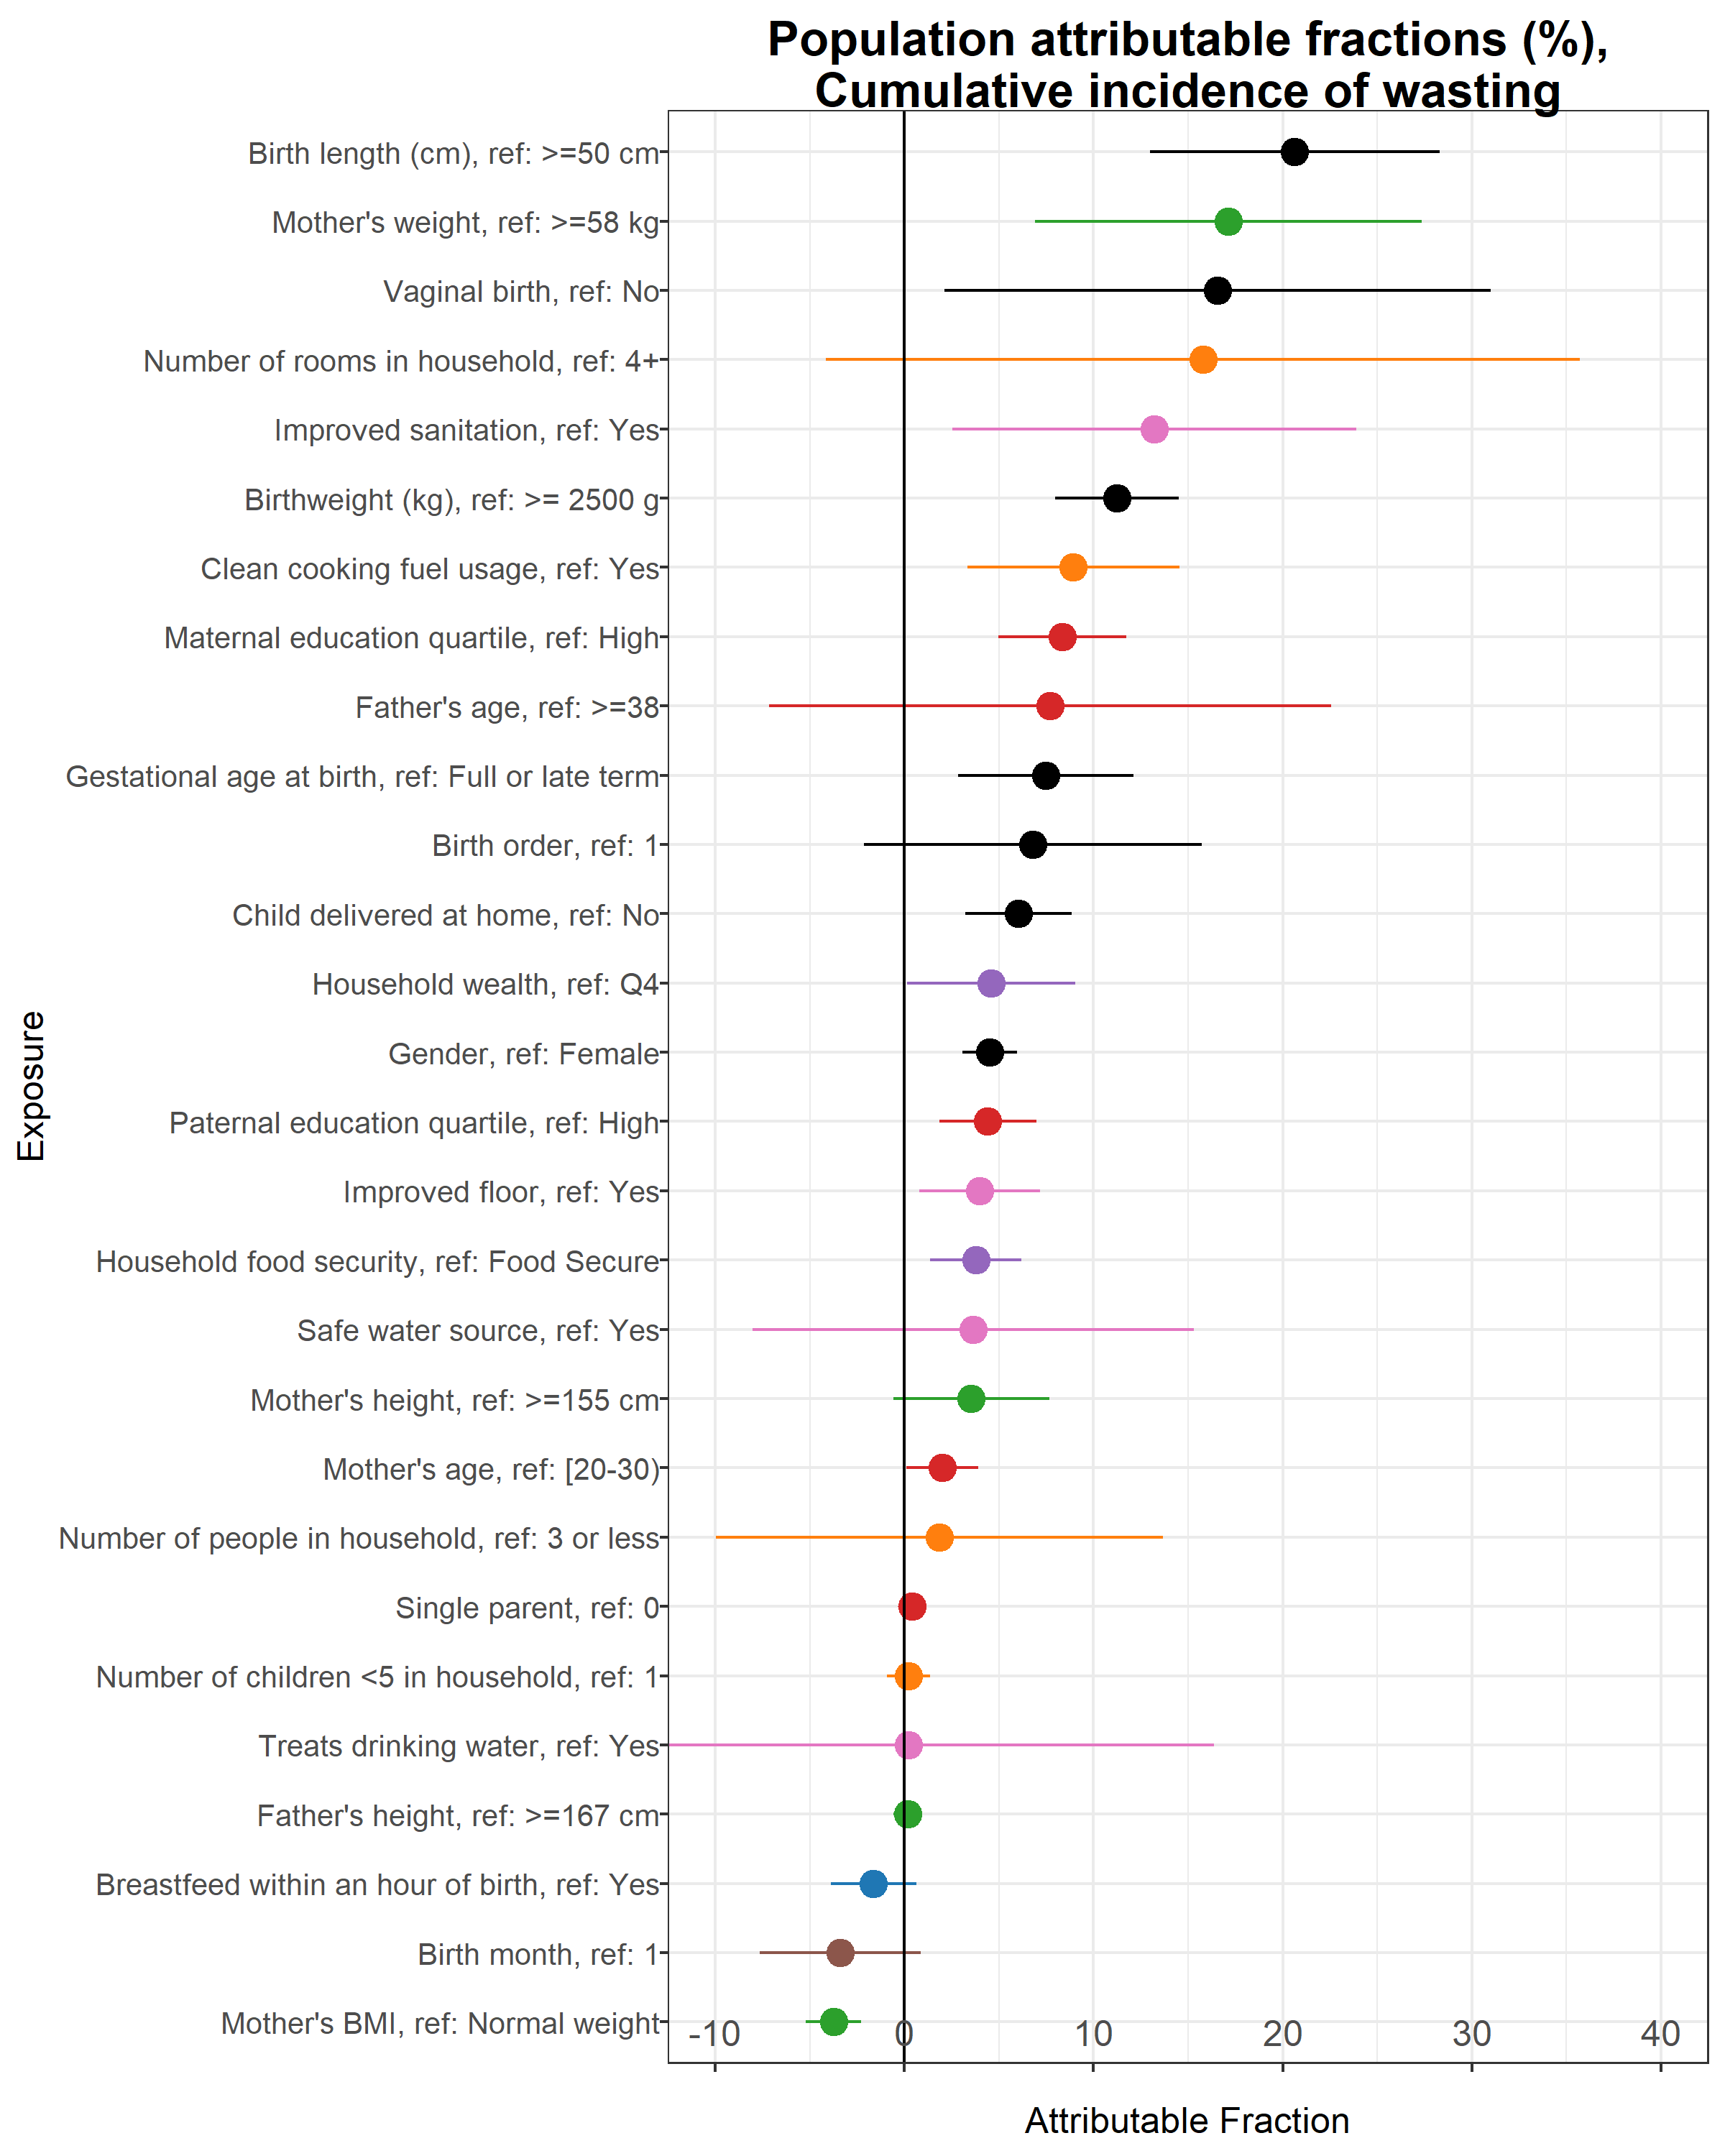 Population attributable fractions (%),
Cumulative incidence of wasting
Birth length (cm), ref: >=50 cm
Mother's weight, ref: >=58 kg
Vaginal birth, ref: No
Number of rooms in household, ref: 4+
Improved sanitation, ref: Yes
Birthweight (kg), ref: >= 2500 g
Clean cooking fuel usage, ref: Yes
Maternal education quartile, ref: High
Father's age, ref: >=38
Gestational age at birth, ref: Full or late term
Birth order, ref: 1
Child delivered at home, ref: No
Household wealth, ref: Q4
Gender, ref: Female
Paternal education quartile, ref: High
Improved floor, ref: Yes
Household food security, ref: Food Secure
Safe water source, ref: Yes
Mother's height, ref: >=155 cm
Mother's age, ref: [20-30)
Number of people in household, ref: 3 or less
Single parent, ref: 0
Number of children <5 in household, ref: 1
Treats drinking water, ref: Yes
Father's height, ref: >=167 cm
Breastfeed within an hour of birth, ref: Yes
Birth month, ref: 1
Mother's BMI, ref: Normal weight
Exposure
-10 0 10 20 30 40
Attributable Fraction